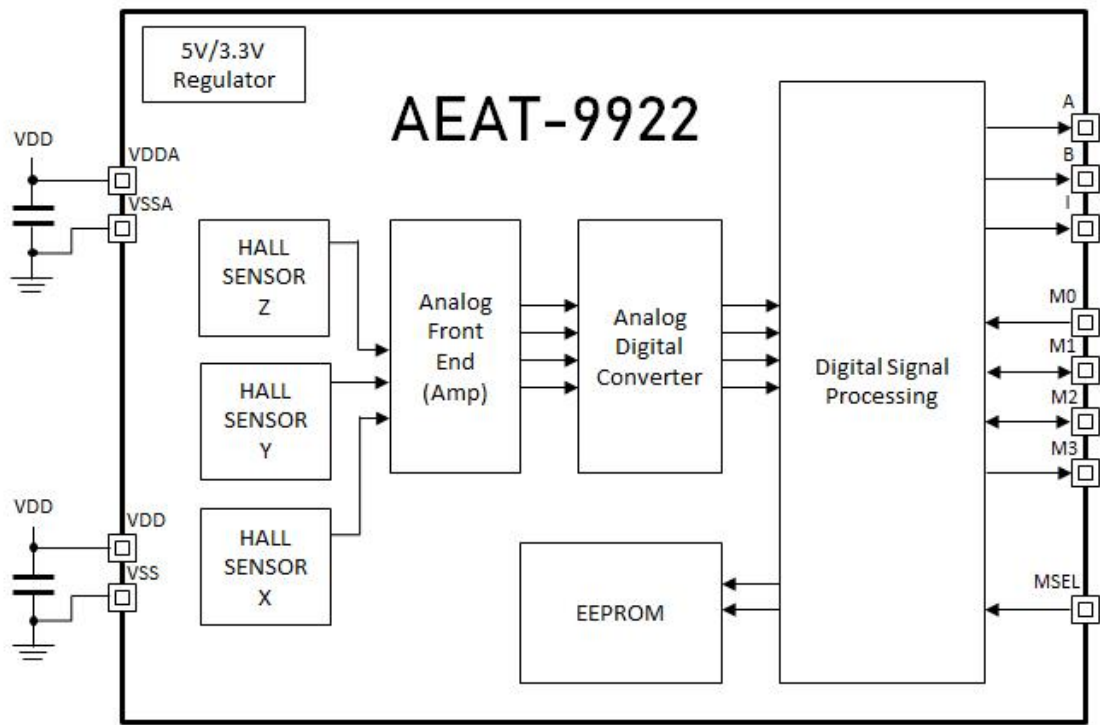 5V/3.3V
Regulator
AEAT-9922
VDD
VDDA
VSSA
HALL
SENSOR
Z
HALL
SENSOR
Y
HALL
SENSOR
X
Analog
Front
End
(Amp)
Analog
Digital
Converter
Digital Signal
Processing
EEPROM
VDD
VDD
VSS
A
B
I
M0
M1
M2
M3
MSEL